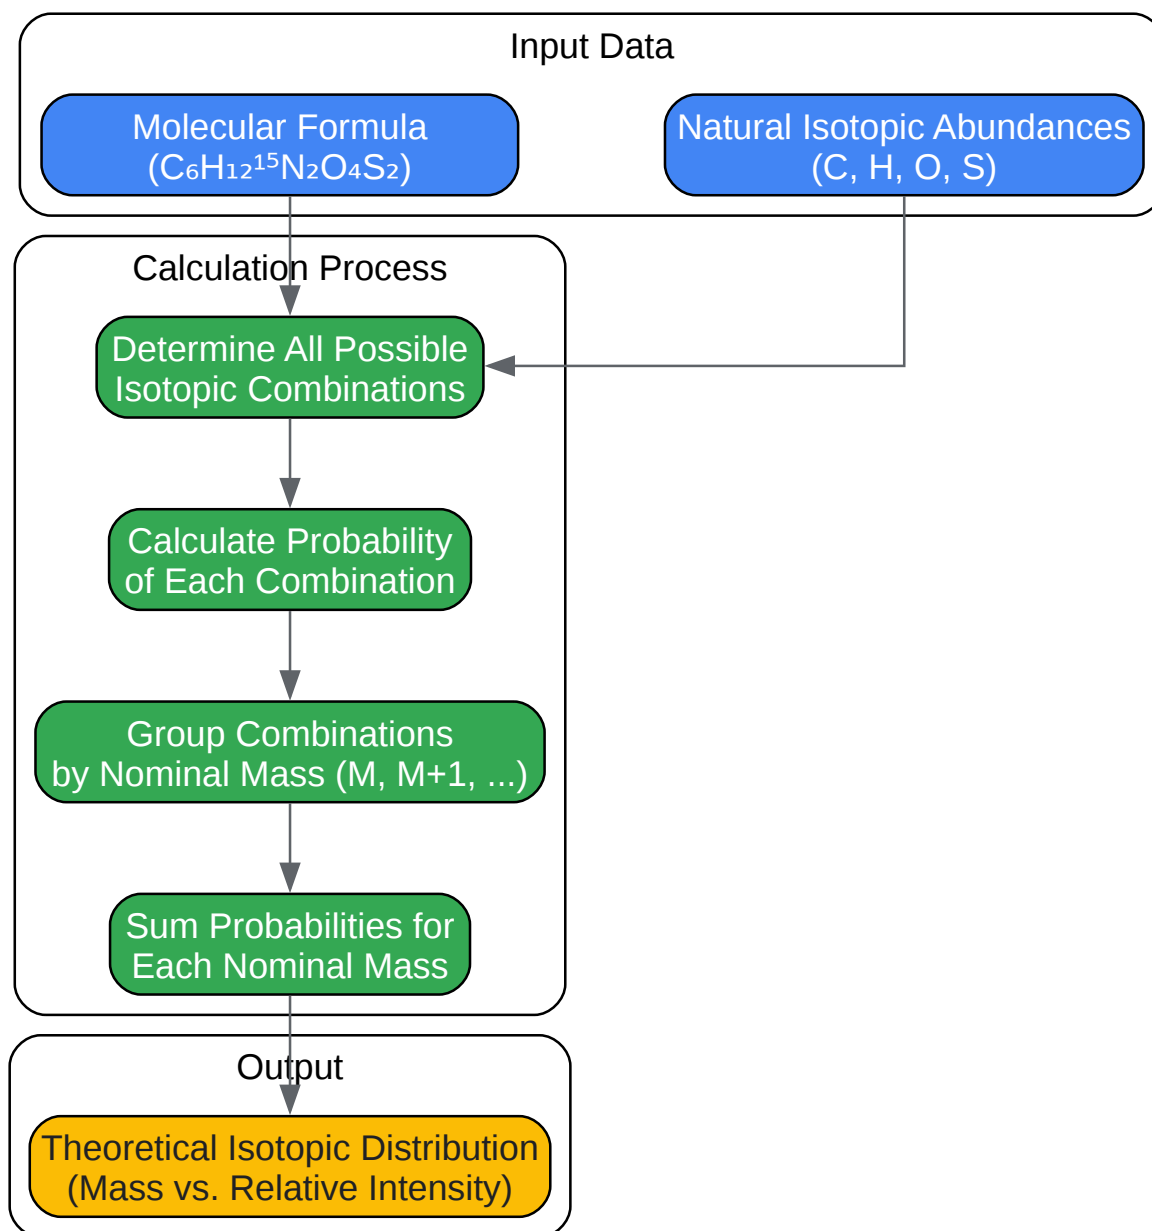 Input Data
Molecular Formula
(C₆H₁₂¹⁵N₂O₄S₂)
Natural Isotopic Abundances
(C, H, O, S)
Calculation Process
Determine All Possible
Isotopic Combinations
Calculate Probability
of Each Combination
Group Combinations
by Nominal Mass (M, M+1, ...)
Sum Probabilities for
Each Nominal Mass
Output
Theoretical Isotopic Distribution
(Mass vs. Relative Intensity)